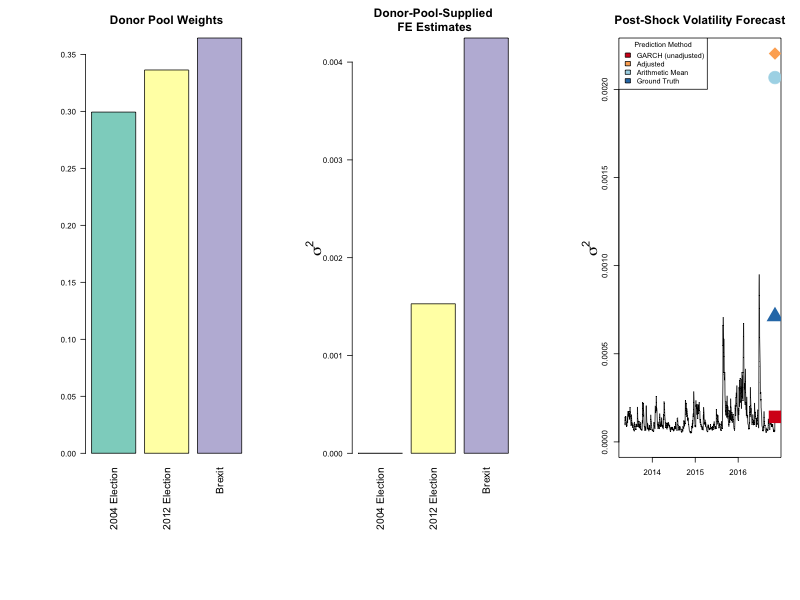 Donor Pool Weights
0.35
0.30
0.25
0.20
0.15
0.10
0.05
0.00
2004 Election
2012 Election
Brexit
Donor-Pool-Supplied
FE Estimates
σ²
0.004
0.003
0.002
0.001
0.000
2004 Election
2012 Election
Brexit
Post-Shock Volatility Forecast
Prediction Method
GARCH (unadjusted)
Adjusted
Arithmetic Mean
Ground Truth
σ²
0.0020
0.0015
0.0010
0.0005
0.0000
2014
2015
2016